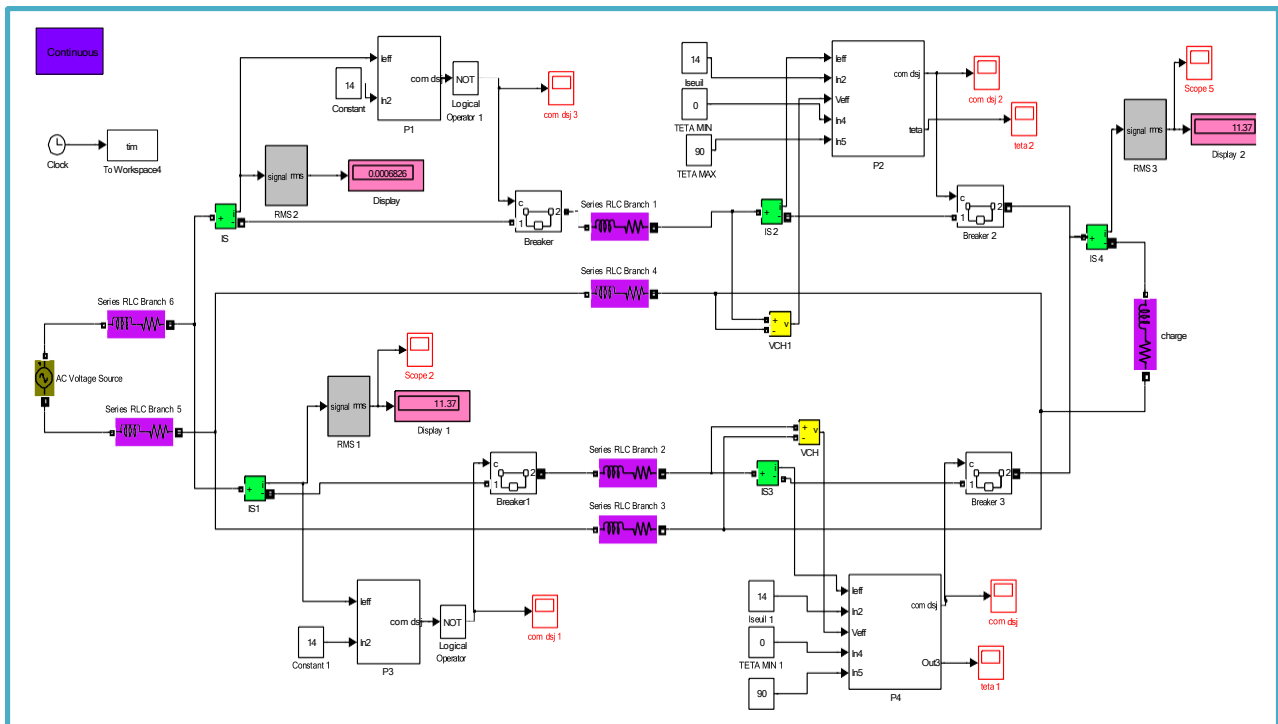 Continuous
Clock
tim
To Workspace4
14
Constant
Ieff
In2
com dsj
P1
NOT
Logical
Operator 1
com dsj 3
signal rms
RMS 2
0.0006826
Display
+
i
-
IS
c
1
2
Breaker
Series RLC Branch 1
14
Iseuil
0
TETA MIN
90
TETA MAX
Ieff
In2
Veff
In4
In5
com dsj
teta
P2
com dsj 2
teta 2
+
i
-
IS 2
c
1
2
Breaker 2
signal rms
RMS 3
Scope 5
11.37
Display 2
+
i
-
IS 4
Series RLC Branch 4
+
-
v
VCH1
charge
Series RLC Branch 6
AC Voltage Source
Series RLC Branch 5
Scope 2
signal rms
RMS 1
11.37
Display 1
+
i
-
IS1
c
1
2
Breaker1
Series RLC Branch 2
Series RLC Branch 3
+
-
v
VCH
+
i
-
IS3
c
1
2
Breaker 3
14
Constant 1
Ieff
In2
com dsj
P3
NOT
Logical
Operator
com dsj 1
14
Iseuil 1
0
TETA MIN 1
90
Ieff
In2
Veff
In4
In5
com dsj
Out3
P4
com dsj
teta 1